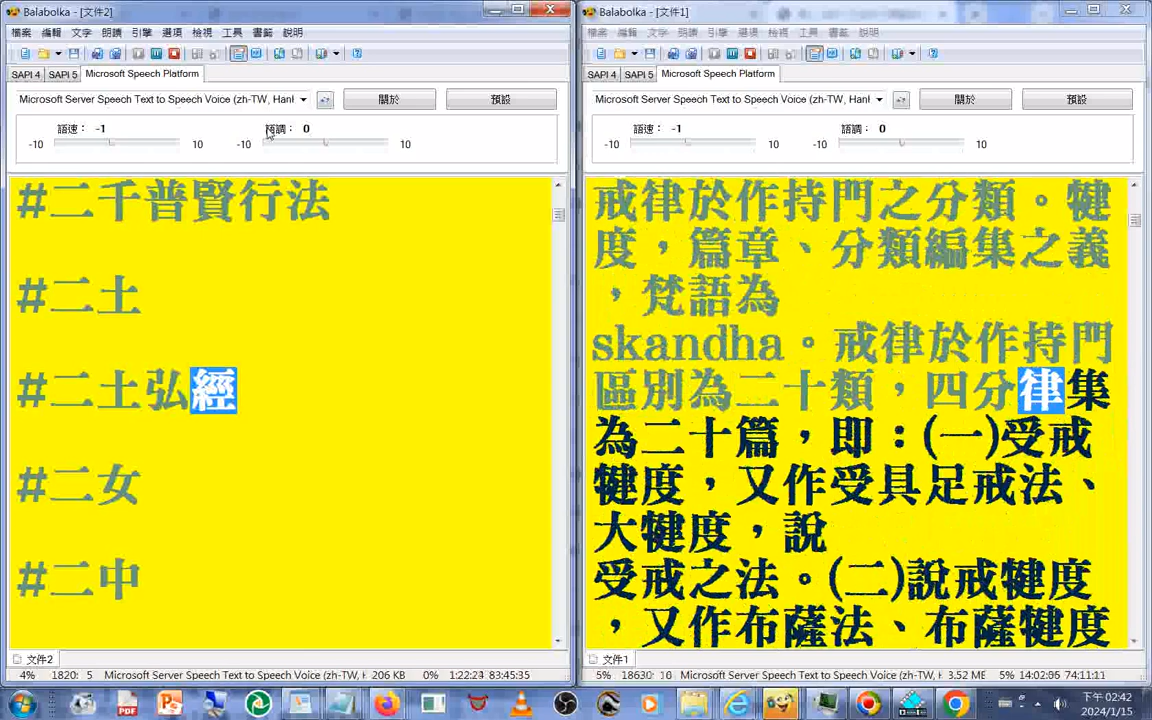 Balabolka - [文件2]
檔案 編輯 文字 朗讀 引擎 選項 檢視 工具 書籤 說明
SAPI 4 SAPI 5 Microsoft Speech Platform
Microsoft Server Speech Text to Speech Voice (zh-TW, Hanl
關於 預設
語速： -1 語調： 0
-10 10 -10 10
#二千普賢行法
#二土
#二土弘經
#二女
#二中
文件2
4% 1820: 5 Microsoft Server Speech Text to Speech Voice (zh-TW, Hanl 206 KB 0% 1:22:24 83:45:35
Balabolka - [文件1]
檔案 編輯 文字 朗讀 引擎 選項 檢視 工具 書籤 說明
SAPI 4 SAPI 5 Microsoft Speech Platform
Microsoft Server Speech Text to Speech Voice (zh-TW, Hanl
關於 預設
語速： -1 語調： 0
-10 10 -10 10
戒律於作持門之分類。犍
度，篇章、分類編集之義
，梵語為
skandha。戒律於作持門
區別為二十類，四分律集
為二十篇，即：(一)受戒
犍度，又作受具足戒法、
大犍度，說
受戒之法。(二)說戒犍度
，又作布薩法、布薩犍度
文件1
5% 18630: 10 Microsoft Server Speech Text to Speech Voice (zh-TW, Hanl 3.52 ME 5% 14:02:05 74:11:11
PDF
下午 02:42
2024/1/15